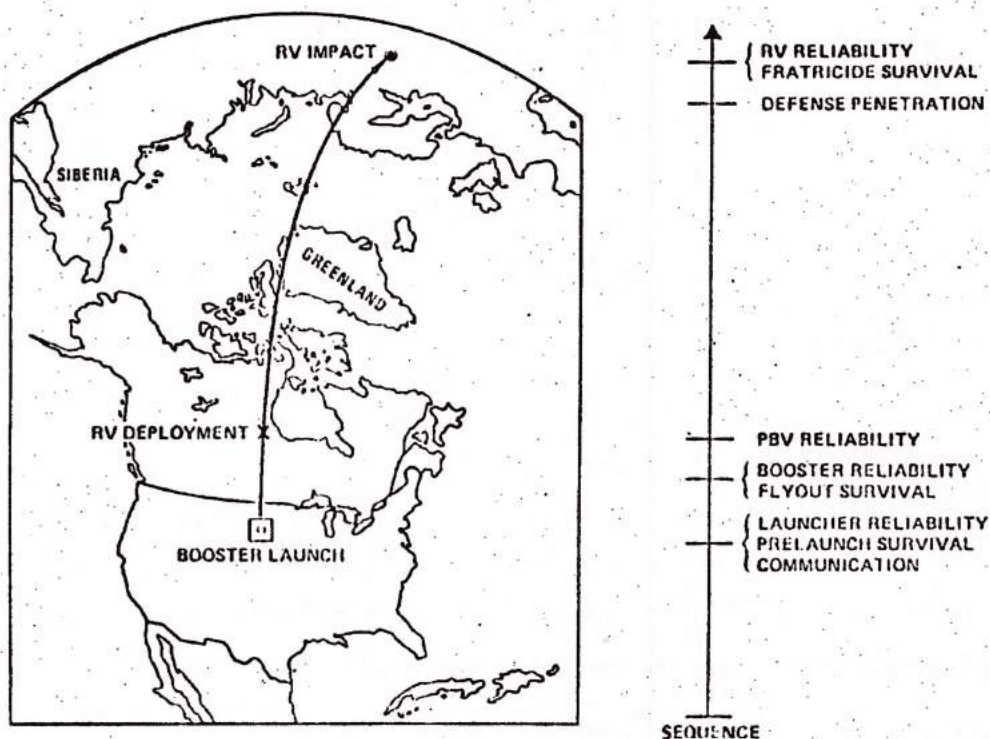 RV IMPACT
SIBERIA
GREENLAND
RV DEPLOYMENT X
BOOSTER LAUNCH
RV RELIABILITY
FRATRICIDE SURVIVAL
DEFENSE PENETRATION
PBV RELIABILITY
BOOSTER RELIABILITY
FLYOUT SURVIVAL
LAUNCHER RELIABILITY
PRELAUNCH SURVIVAL
COMMUNICATION
SEQUENCE